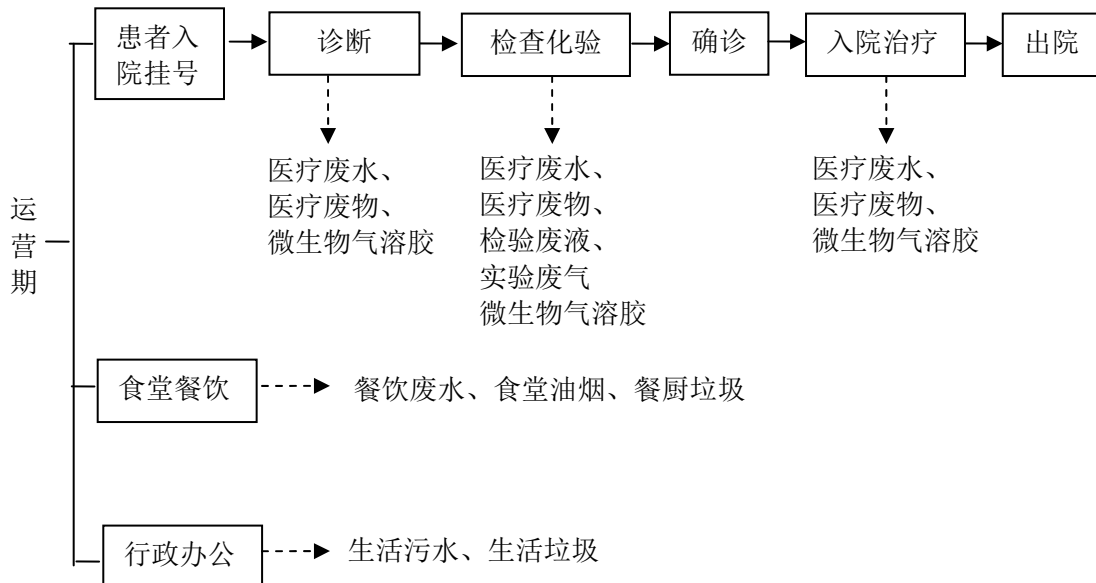 患者入
院挂号
诊断
检查化验
确诊
入院治疗
出院
医疗废水、
医疗废物、
微生物气溶胶
医疗废水、
医疗废物、
检验废液、
实验废气
微生物气溶胶
医疗废水、
医疗废物、
微生物气溶胶
运
营
期
食堂餐饮
餐饮废水、食堂油烟、餐厨垃圾
行政办公
生活污水、生活垃圾